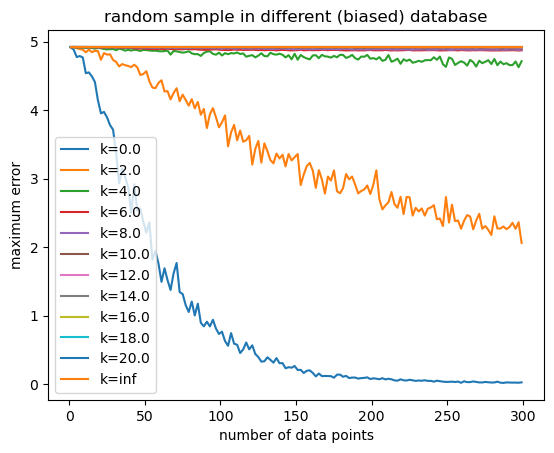 random sample in different (biased) database
maximum error
5
4
3
2
1
0
k=0.0
k=2.0
k=4.0
k=6.0
k=8.0
k=10.0
k=12.0
k=14.0
k=16.0
k=18.0
k=20.0
k=inf
0 50 100 150 200 250 300
number of data points